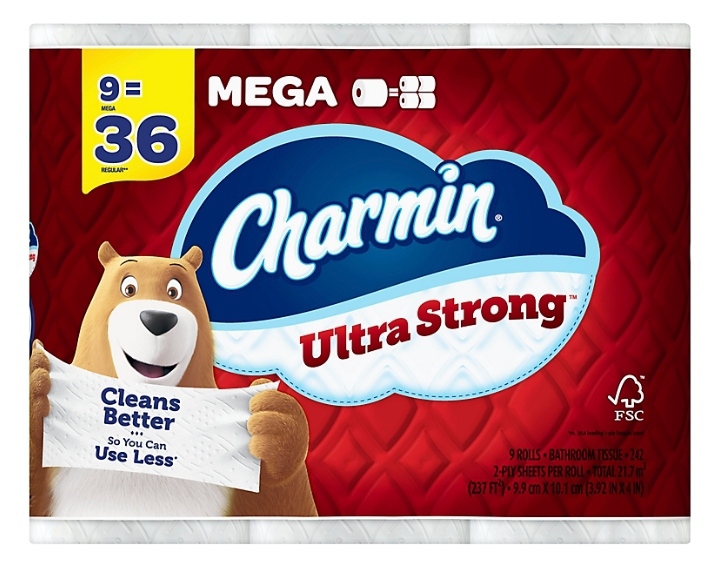 9=
MEGA
36
REGULAR**
MEGA =
Charmin®
Ultra Strong™
Cleans
Better
So You Can
Use Less*
FSC
9 ROLLS • BATHROOM TISSUE • 242
2-PLY SHEETS PER ROLL • TOTAL 21.7 m²
(237 FT²) • 9.9 cm X 10.1 cm (3.92 IN X 4 IN)